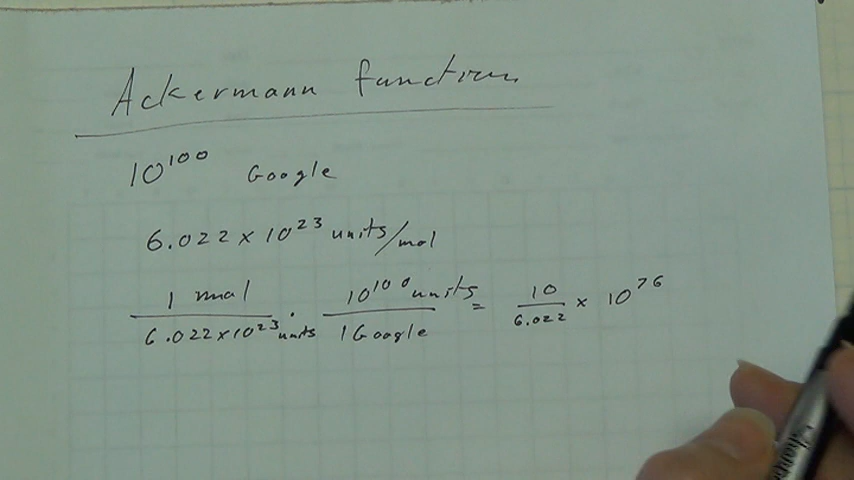 Ackermann function
10^100 Google
6.022 × 10^23 units/mol
1 mol / 6.022×10^23 units · 10^100 units / 1 Google = 10 / 6.022 × 10^76